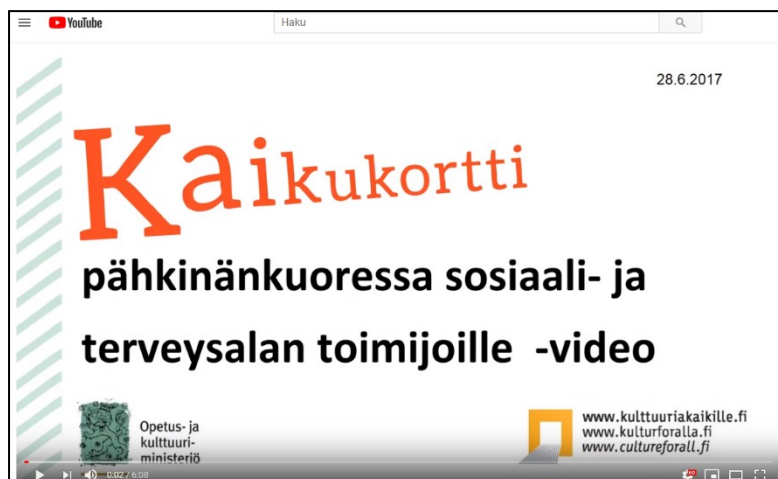 YouTube
Haku
28.6.2017
Kaikukortti
pähkinänkuoressa sosiaali- ja
terveysalan toimijoille -video
Opetus- ja
kulttuuri-
ministeriö
www.kulttuuriakaikille.fi
www.kulturforalla.fi
www.cultureforall.fi
0:02 / 6:08
HD